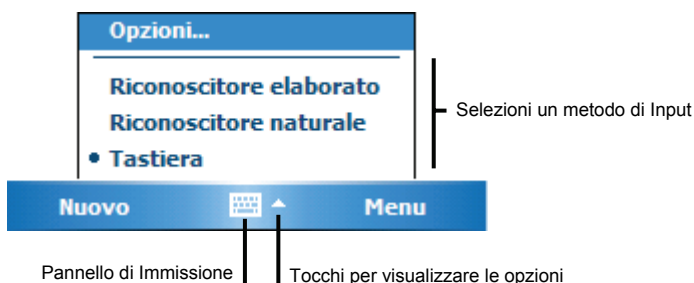 Opzioni...
Riconoscitore elaborato
Riconoscitore naturale
Tastiera
Selezioni un metodo di Input
Nuovo Menu
Pannello di Immissione
Tocchi per visualizzare le opzioni